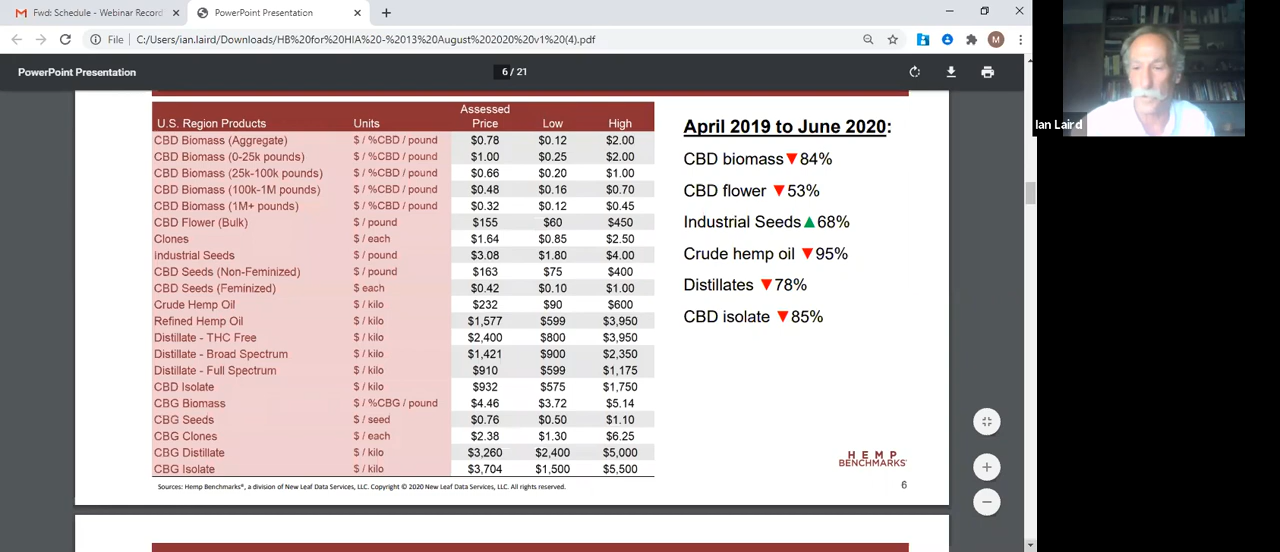 Fwd: Schedule - Webinar Record
PowerPoint Presentation
File C:/Users/ian.laird/Downloads/HB%20for%20HIA%20-%2013%20August%202020%20v1%20(4).pdf
M
PowerPoint Presentation
6 / 21
U.S. Region Products Units Assessed Price Low High
CBD Biomass (Aggregate) $ / %CBD / pound $0.78 $0.12 $2.00
CBD Biomass (0-25k pounds) $ / %CBD / pound $1.00 $0.25 $2.00
CBD Biomass (25k-100k pounds) $ / %CBD / pound $0.66 $0.20 $1.00
CBD Biomass (100k-1M pounds) $ / %CBD / pound $0.48 $0.16 $0.70
CBD Biomass (1M+ pounds) $ / %CBD / pound $0.32 $0.12 $0.45
CBD Flower (Bulk) $ / pound $155 $60 $450
Clones $ / each $1.64 $0.85 $2.50
Industrial Seeds $ / pound $3.08 $1.80 $4.00
CBD Seeds (Non-Feminized) $ / pound $163 $75 $400
CBD Seeds (Feminized) $ each $0.42 $0.10 $1.00
Crude Hemp Oil $ / kilo $232 $90 $600
Refined Hemp Oil $ / kilo $1,577 $599 $3,950
Distillate - THC Free $ / kilo $2,400 $800 $3,950
Distillate - Broad Spectrum $ / kilo $1,421 $900 $2,350
Distillate - Full Spectrum $ / kilo $910 $599 $1,175
CBD Isolate $ / kilo $932 $575 $1,750
CBG Biomass $ / %CBG / pound $4.46 $3.72 $5.14
CBG Seeds $ / seed $0.76 $0.50 $1.10
CBG Clones $ / each $2.38 $1.30 $6.25
CBG Distillate $ / kilo $3,260 $2,400 $5,000
CBG Isolate $ / kilo $3,704 $1,500 $5,500
Sources: Hemp Benchmarks®, a division of New Leaf Data Services, LLC. Copyright © 2020 New Leaf Data Services, LLC. All rights reserved.
April 2019 to June 2020:
CBD biomass▼84%
CBD flower ▼53%
Industrial Seeds▲68%
Crude hemp oil ▼95%
Distillates ▼78%
CBD isolate ▼85%
HEMP
BENCHMARKS
6
Ian Laird